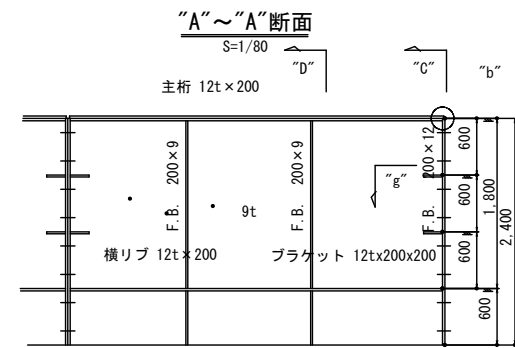 "A"～"A"断面
S=1/80
"D"
"C"
"b"
主桁 12t×200
F.B. 200×9
F.B. 200×9
F.B. 200×12
600
600
600
600
1,800
2,400
"g"
9t
横リブ 12t×200
ブラケット 12tx200x200